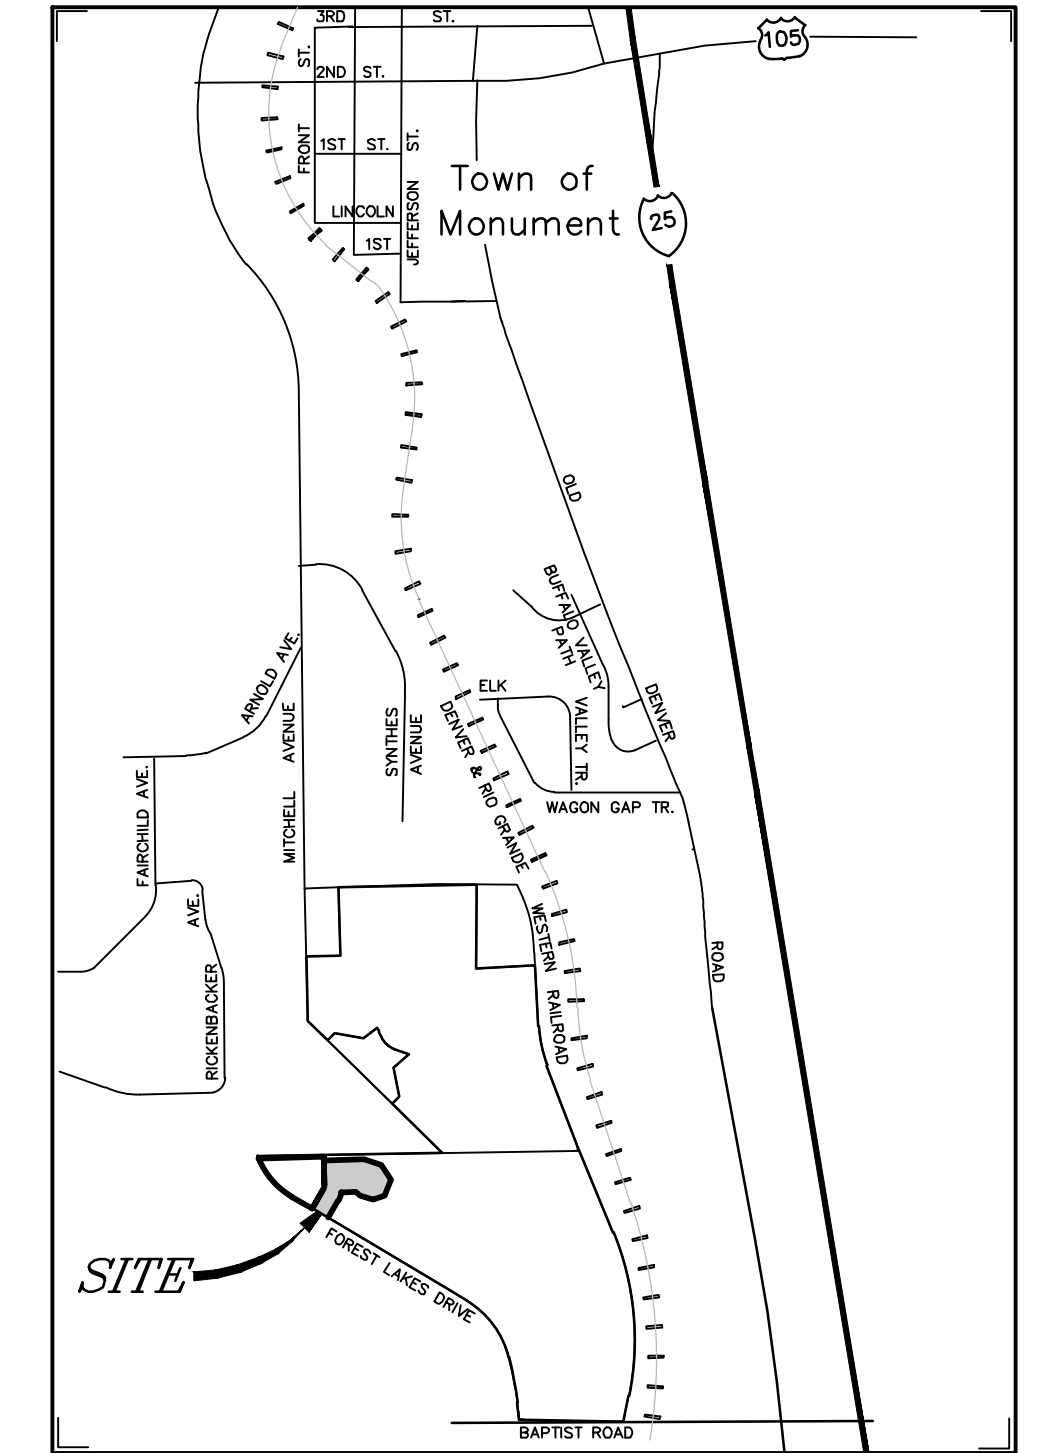 3RD ST.
105
ST.
2ND ST.
FRONT
1ST ST.
ST.
Town of
Monument
LINCOLN
JEFFERSON
25
1ST
OLD
BUFFALO VALLEY
PATH
ARNOLD AVE.
ELK
VALLEY TR.
DENVER
MITCHELL AVENUE
SYNTHES
AVENUE
DENVER & RIO GRANDE
WAGON GAP TR.
FAIRCHILD AVE.
AVE.
RICKENBACKER
WESTERN RAILROAD
ROAD
SITE
FOREST LAKES DRIVE
BAPTIST ROAD